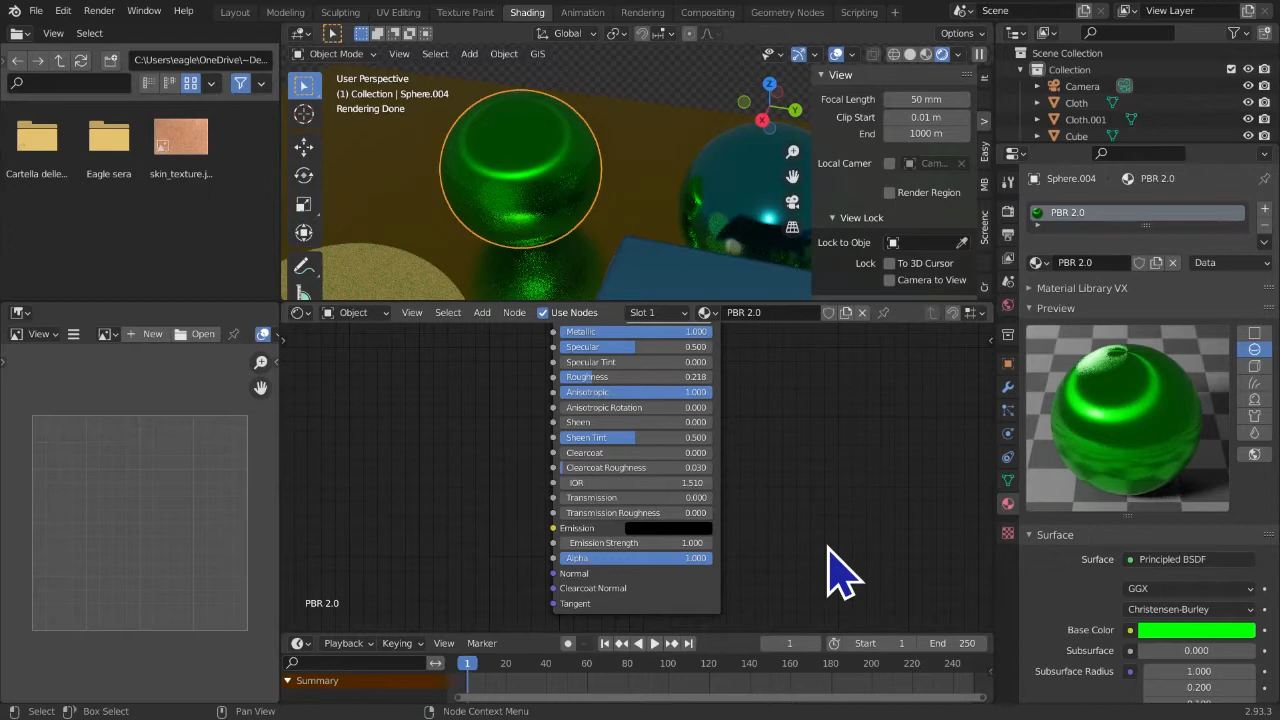 File Edit Render Window Help Layout Modeling Sculpting UV Editing Texture Paint Shading Animation Rendering Compositing Geometry Nodes Scripting + Scene View Layer
View Select
C:\Users\eagle\OneDrive\~De...
Cartella delle... Eagle sera skin_texture.j...
Global Options
Object Mode View Select Add Object GIS
User Perspective
(1) Collection | Sphere.004
Rendering Done
Z
Y
X
View
Focal Length 50 mm
Clip Start 0.01 m
End 1000 m
Local Camer Cam...
Render Region
View Lock
Lock to Obje
Lock To 3D Cursor
Camera to View
V
Easy
MB
Screenc
Scene Collection
Collection
Camera
Cloth
Cloth.001
Cube
Sphere.004 PBR 2.0
PBR 2.0
PBR 2.0 Data
Material Library VX
Preview
Surface
Surface Principled BSDF
GGX
Christensen-Burley
Base Color
Subsurface 0.000
Subsurface Radius 1.000
0.200
View New Open
Object View Select Add Node Use Nodes Slot 1 PBR 2.0
Metallic 1.000
Specular 0.500
Specular Tint 0.000
Roughness 0.218
Anisotropic 1.000
Anisotropic Rotation 0.000
Sheen 0.000
Sheen Tint 0.500
Clearcoat 0.000
Clearcoat Roughness 0.030
IOR 1.510
Transmission 0.000
Transmission Roughness 0.000
Emission
Emission Strength 1.000
Alpha 1.000
Normal
Clearcoat Normal
Tangent
PBR 2.0
Playback Keying View Marker 1 Start 1 End 250
1 20 40 60 80 100 120 140 160 180 200 220 240
Summary
Select Box Select Pan View Node Context Menu 2.93.3